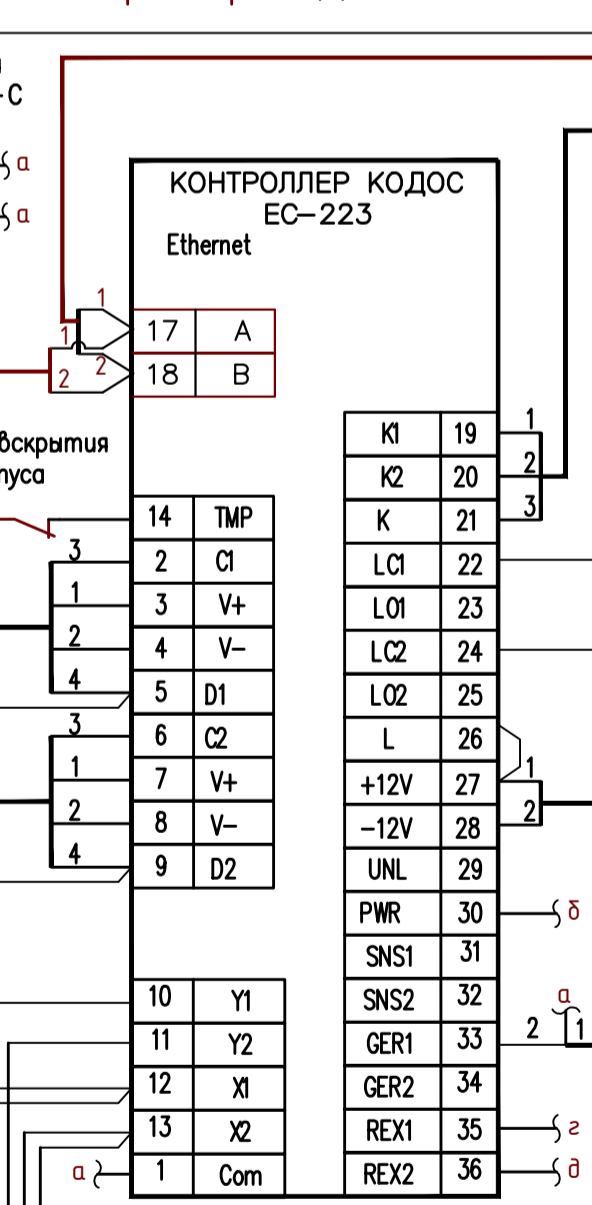 -С
а
а
КОНТРОЛЛЕР КОДОС
ЕС-223
Ethernet
1
1
2
2
17 A
18 B
вскрытия
пуса
14 TMP
3
2 C1
1
3 V+
2
4 V-
4
5 D1
3
6 C2
1
7 V+
2
8 V-
4
9 D2
10 Y1
11 Y2
12 X1
13 X2
а
1 Com
K1 19
1
K2 20
2
K 21
3
LC1 22
LO1 23
LC2 24
LO2 25
L 26
+12V 27
1
-12V 28
2
UNL 29
PWR 30
б
SNS1 31
SNS2 32
а
GER1 33
2
1
GER2 34
REX1 35
г
REX2 36
д